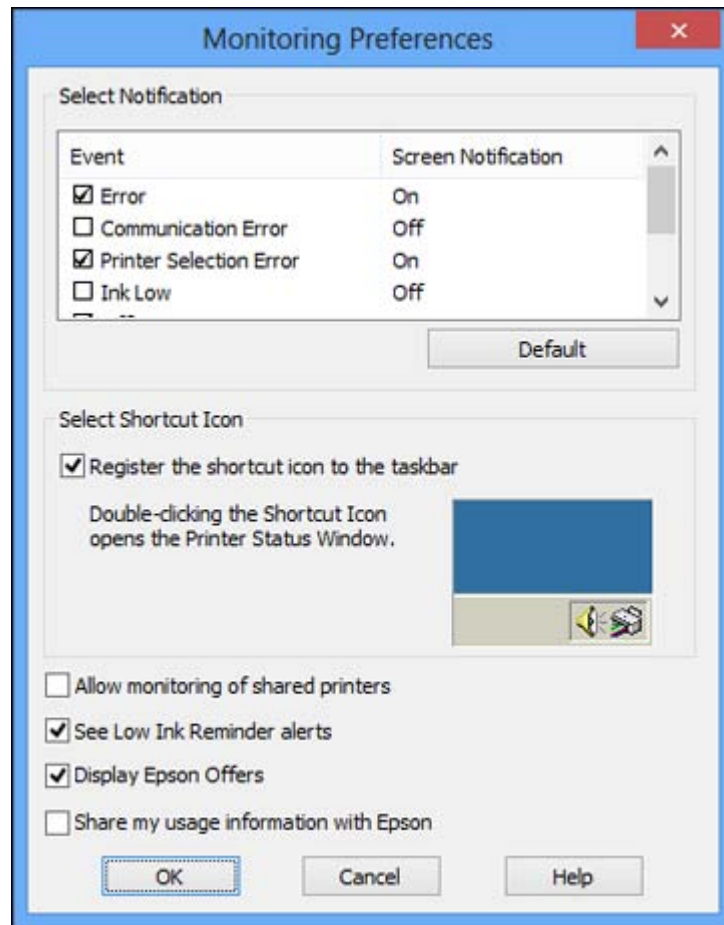 Monitoring Preferences
Select Notification
Event Screen Notification
Error On
Communication Error Off
Printer Selection Error On
Ink Low Off
Default
Select Shortcut Icon
Register the shortcut icon to the taskbar
Double-clicking the Shortcut Icon
opens the Printer Status Window.
Allow monitoring of shared printers
See Low Ink Reminder alerts
Display Epson Offers
Share my usage information with Epson
OK Cancel Help